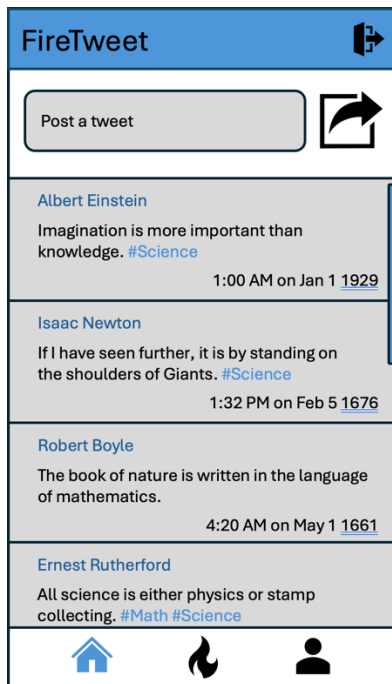 FireTweet
Post a tweet
Albert Einstein
Imagination is more important than
knowledge. #Science
1:00 AM on Jan 1 1929
Isaac Newton
If I have seen further, it is by standing on
the shoulders of Giants. #Science
1:32 PM on Feb 5 1676
Robert Boyle
The book of nature is written in the language
of mathematics.
4:20 AM on May 1 1661
Ernest Rutherford
All science is either physics or stamp
collecting. #Math #Science